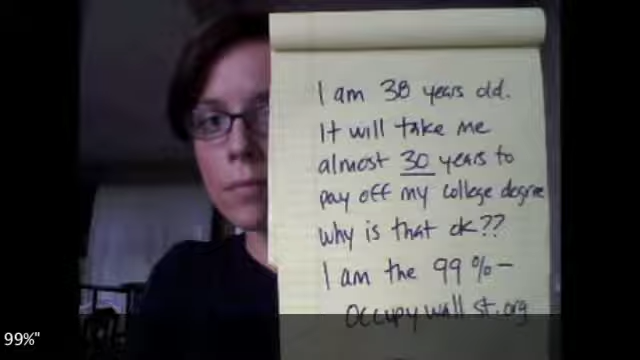 I am 38 years old.
It will take me
almost 30 years to
pay off my college degree
why is that ok??
I am the 99%-
occupywallst.org
99%"